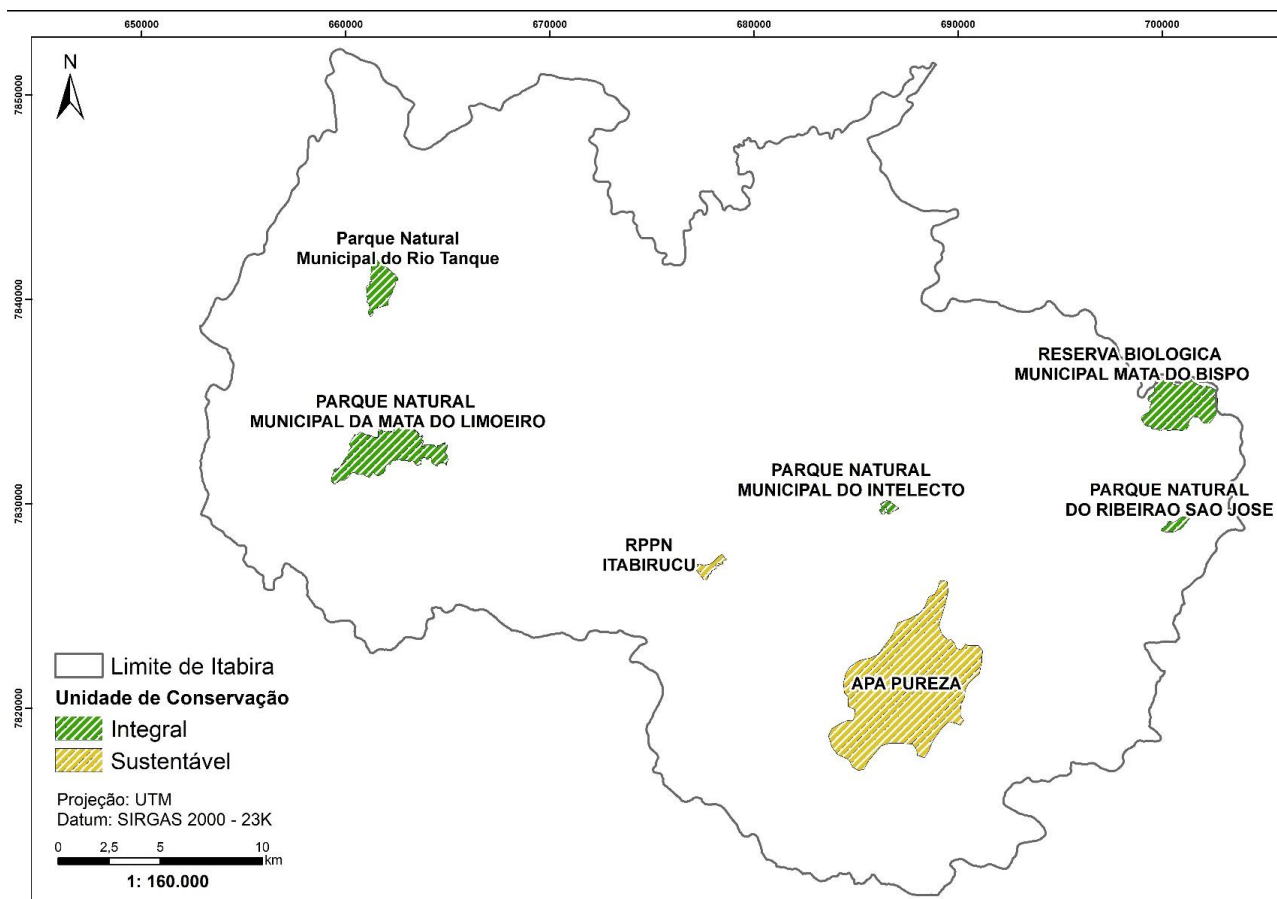 650000
660000
670000
680000
690000
700000
7850000
7840000
7830000
7820000
N
Parque Natural
Municipal do Rio Tanque
RESERVA BIOLOGICA
MUNICIPAL MATA DO BISPO
PARQUE NATURAL
MUNICIPAL DA MATA DO LIMOEIRO
PARQUE NATURAL
MUNICIPAL DO INTELECTO
PARQUE NATURAL
DO RIBEIRAO SAO JOSE
RPPN
ITABIRUCU
APA PUREZA
Limite de Itabira
Unidade de Conservação
Integral
Sustentável
Projeção: UTM
Datum: SIRGAS 2000 - 23K
0 2,5 5 10
km
1: 160.000